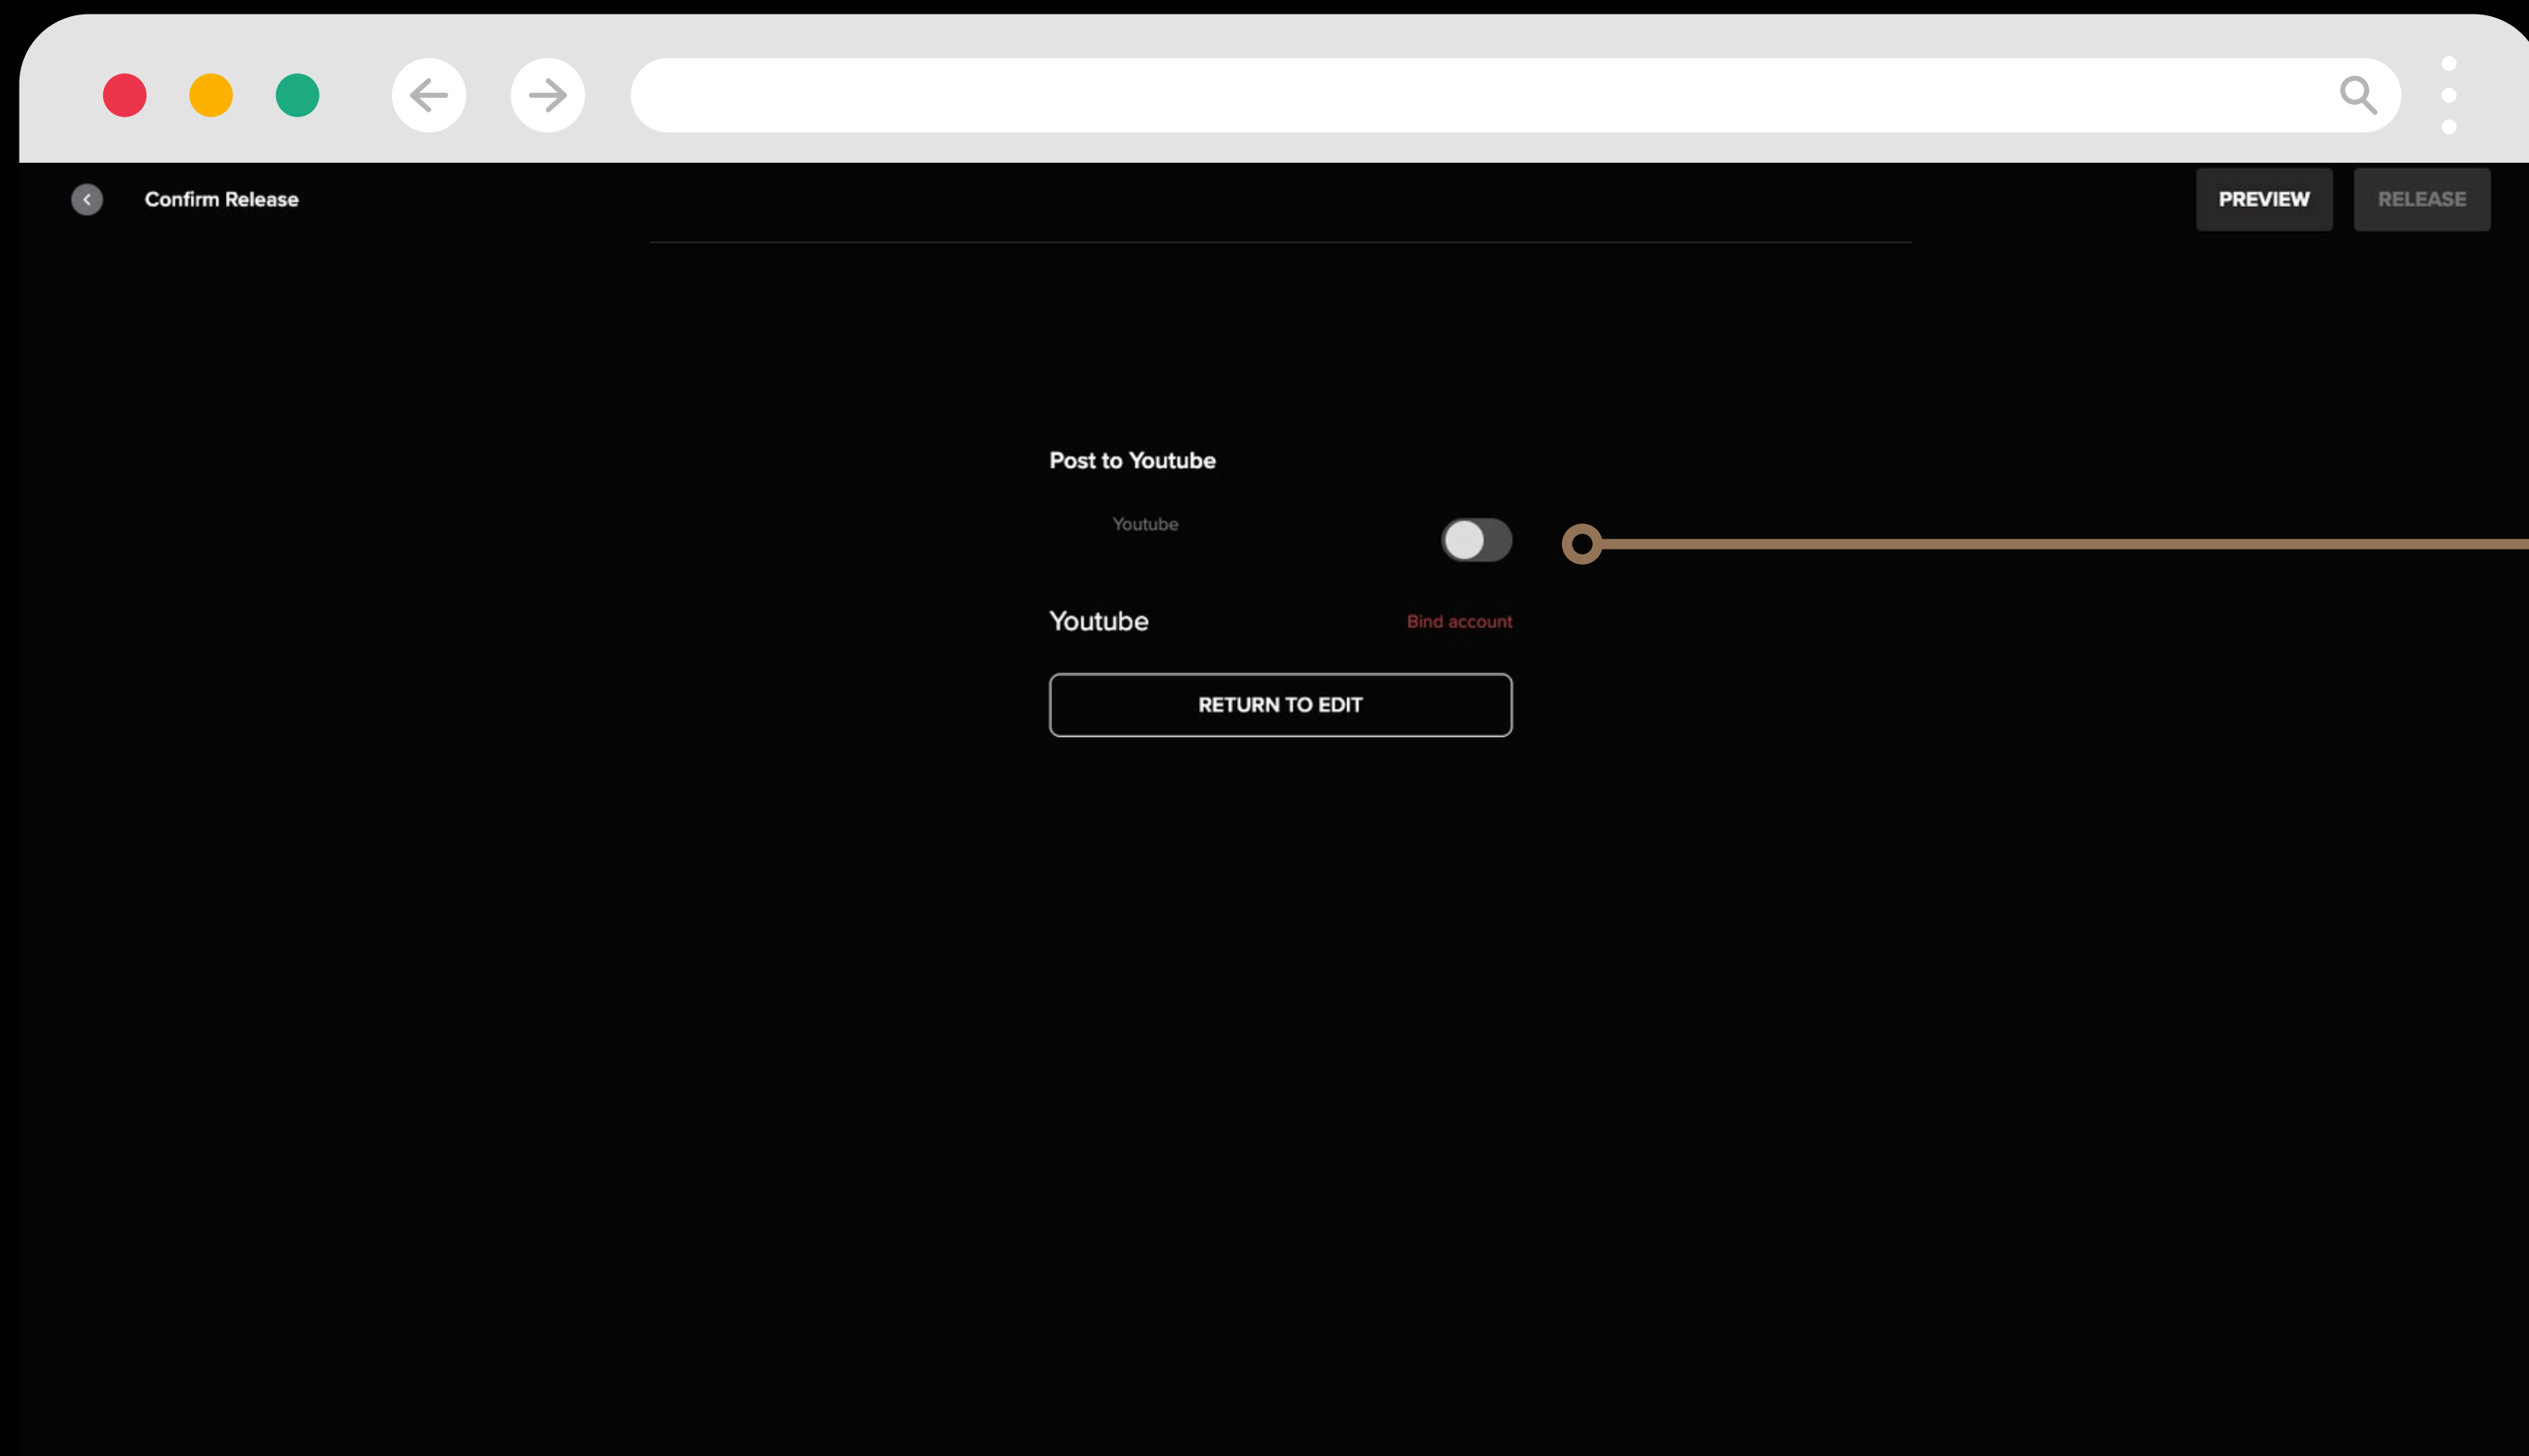 Confirm Release
PREVIEW
RELEASE
Post to Youtube
Youtube
Youtube
Bind account
RETURN TO EDIT